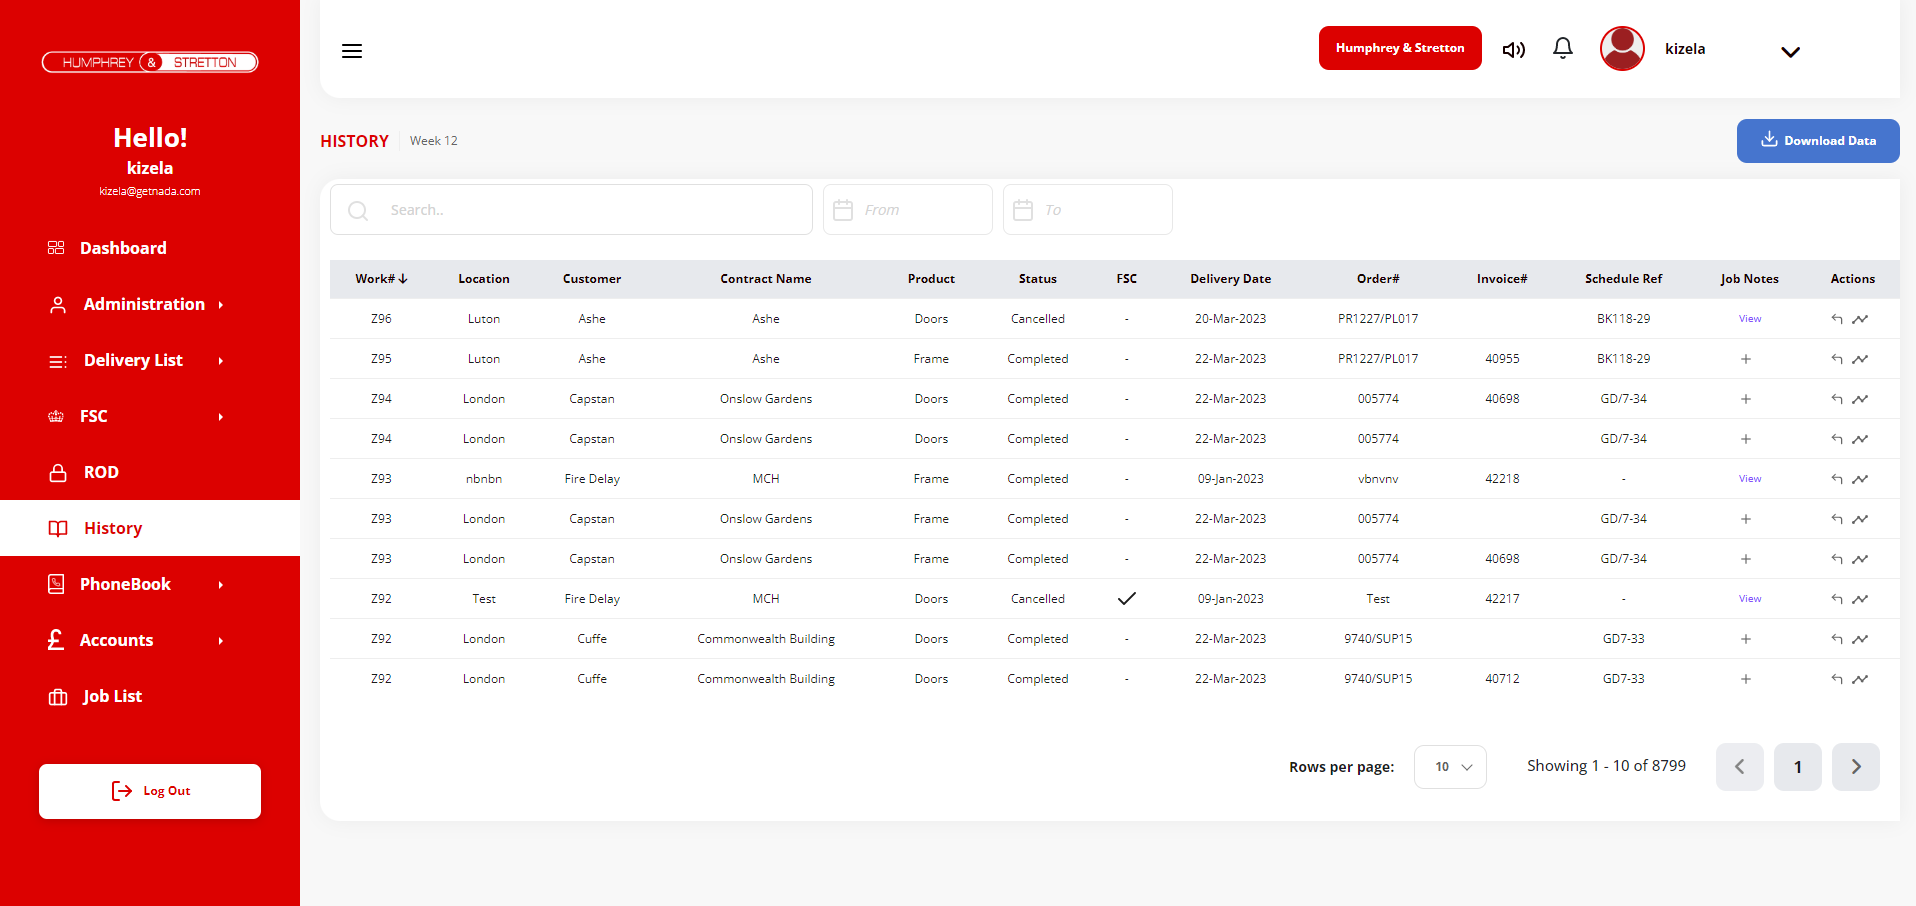 HUMPHREY & STRETTON
Hello!
kizela
kizela@getnada.com
Dashboard
Administration
Delivery List
FSC
ROD
History
PhoneBook
Accounts
Job List
Log Out
Humphrey & Stretton
kizela
HISTORY Week 12
Download Data
Search.. From To
Work# Location Customer Contract Name Product Status FSC Delivery Date Order# Invoice# Schedule Ref Job Notes Actions
Z96 Luton Ashe Ashe Doors Cancelled - 20-Mar-2023 PR1227/PL017 BK118-29 View
Z95 Luton Ashe Ashe Frame Completed - 22-Mar-2023 PR1227/PL017 40955 BK118-29 +
Z94 London Capstan Onslow Gardens Doors Completed - 22-Mar-2023 005774 40698 GD/7-34 +
Z94 London Capstan Onslow Gardens Doors Completed - 22-Mar-2023 005774 GD/7-34 +
Z93 nbnbn Fire Delay MCH Frame Completed - 09-Jan-2023 vbnvnv 42218 - View
Z93 London Capstan Onslow Gardens Frame Completed - 22-Mar-2023 005774 GD/7-34 +
Z93 London Capstan Onslow Gardens Frame Completed - 22-Mar-2023 005774 40698 GD/7-34 +
Z92 Test Fire Delay MCH Doors Cancelled 09-Jan-2023 Test 42217 - View
Z92 London Cuffe Commonwealth Building Doors Completed - 22-Mar-2023 9740/SUP15 GD7-33 +
Z92 London Cuffe Commonwealth Building Doors Completed - 22-Mar-2023 9740/SUP15 40712 GD7-33 +
Rows per page: 10 Showing 1 - 10 of 8799 1